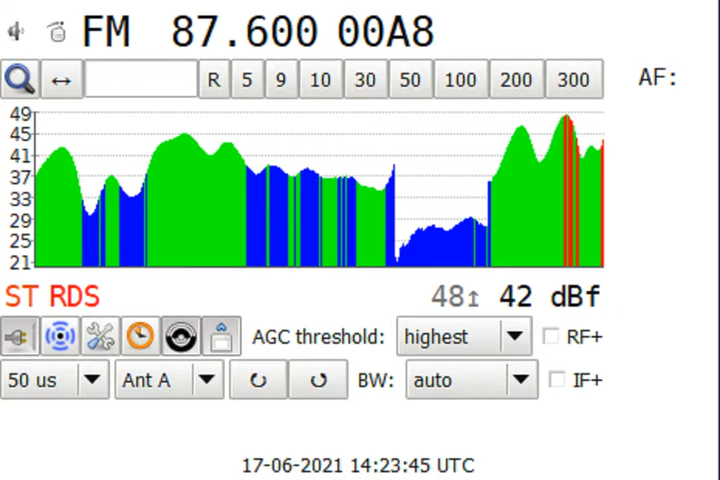 FM 87.600 00A8
R 5 9 10 30 50 100 200 300 AF:
49
45
41
37
33
29
25
21
ST RDS 48↥ 42 dBf
AGC threshold: highest RF+
50 us Ant A ↻ ↺ BW: auto IF+
17-06-2021 14:23:45 UTC